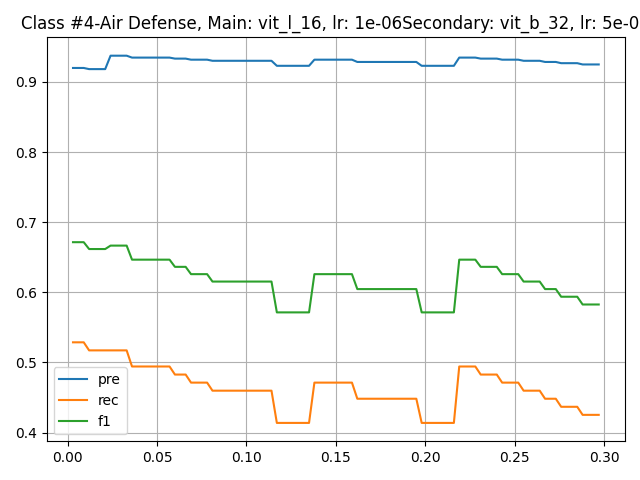 Class #4-Air Defense, Main: vit_l_16, lr: 1e-06Secondary: vit_b_32, lr: 5e-0
0.9
0.8
0.7
0.6
0.5
0.4
pre
rec
f1
0.00 0.05 0.10 0.15 0.20 0.25 0.30